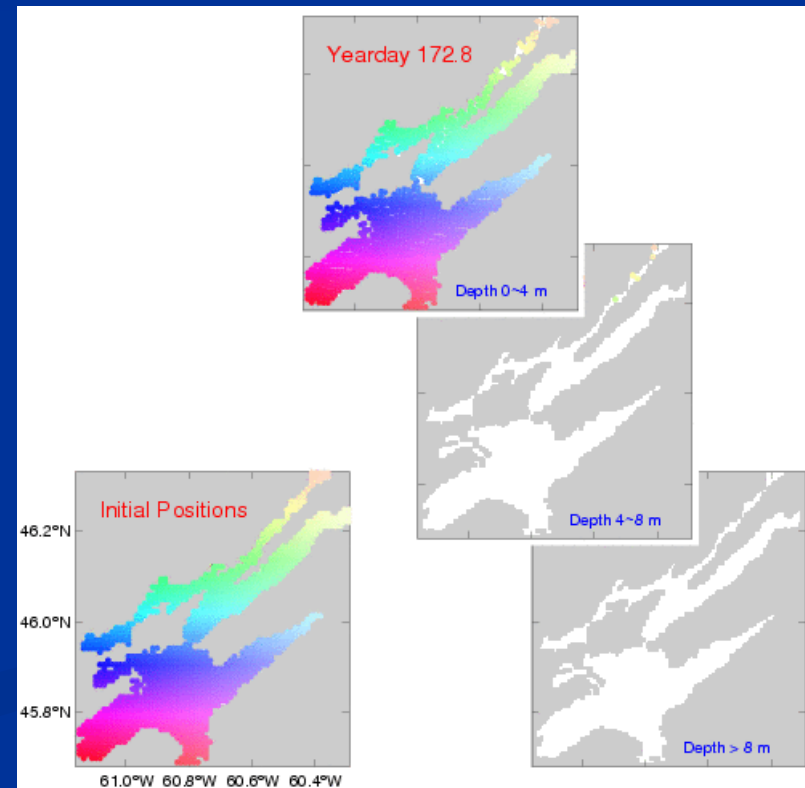 Yearday 172.8
Depth 0~4 m
Depth 4~8 m
Initial Positions
46.2°N
46.0°N
45.8°N
61.0°W 60.8°W 60.6°W 60.4°W
Depth > 8 m